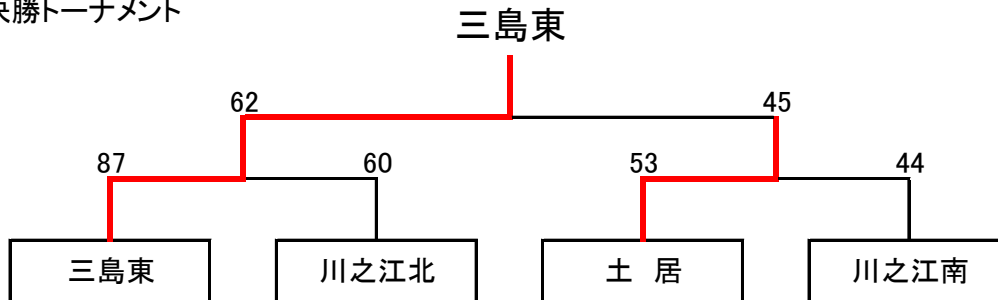 決勝トーナメント
三島東
62 45
87 60 53 44
三島東 川之江北 土 居 川之江南